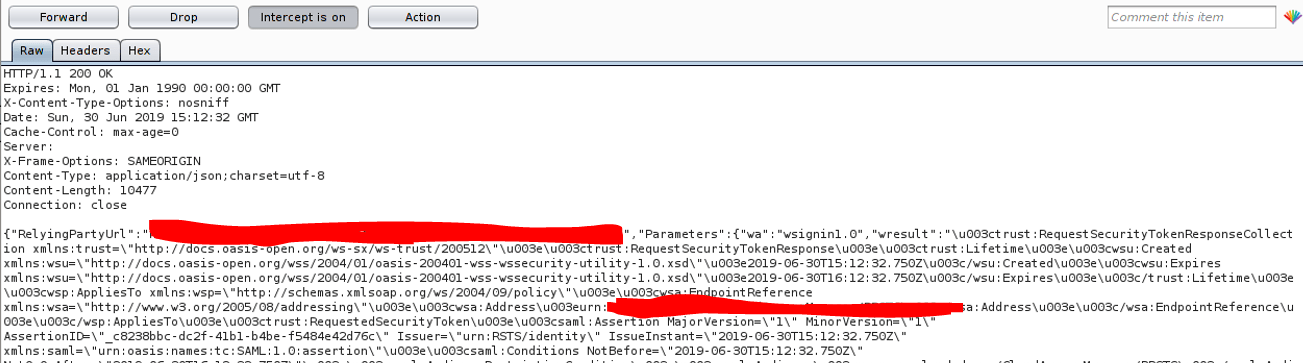 Forward Drop Intercept is on Action Comment this item
Raw Headers Hex
HTTP/1.1 200 OK
Expires: Mon, 01 Jan 1990 00:00:00 GMT
X-Content-Type-Options: nosniff
Date: Sun, 30 Jun 2019 15:12:32 GMT
Cache-Control: max-age=0
Server:
X-Frame-Options: SAMEORIGIN
Content-Type: application/json;charset=utf-8
Content-Length: 10477
Connection: close
{"RelyingPartyUrl":" ","Parameters":{"wa":"wsignin1.0","wresult":"\u003ctrust:RequestSecurityTokenResponseCollect
ion xmlns:trust=\"http://docs.oasis-open.org/ws-sx/ws-trust/200512\"\u003e\u003ctrust:RequestSecurityTokenResponse\u003e\u003ctrust:Lifetime\u003e\u003cwsu:Created
xmlns:wsu=\"http://docs.oasis-open.org/wss/2004/01/oasis-200401-wss-wssecurity-utility-1.0.xsd\"\u003e2019-06-30T15:12:32.750Z\u003c/wsu:Created\u003e\u003cwsu:Expires
xmlns:wsu=\"http://docs.oasis-open.org/wss/2004/01/oasis-200401-wss-wssecurity-utility-1.0.xsd\"\u003e2019-06-30T16:12:32.750Z\u003c/wsu:Expires\u003e\u003c/trust:Lifetime\u003e
\u003cwsp:AppliesTo xmlns:wsp=\"http://schemas.xmlsoap.org/ws/2004/09/policy\"\u003e\u003cwsa:EndpointReference
xmlns:wsa=\"http://www.w3.org/2005/08/addressing\"\u003e\u003cwsa:Address\u003eurn: sa:Address\u003e\u003c/wsa:EndpointReference\u
003e\u003c/wsp:AppliesTo\u003e\u003ctrust:RequestedSecurityToken\u003e\u003csaml:Assertion MajorVersion=\"1\" MinorVersion=\"1\"
AssertionID=\"_c8238bbc-dc2f-41b1-b4be-f5484e42d76c\" Issuer=\"urn:RSTS/identity\" IssueInstant=\"2019-06-30T15:12:32.750Z\"
xmlns:saml=\"urn:oasis:names:tc:SAML:1.0:assertion\"\u003e\u003csaml:Conditions NotBefore=\"2019-06-30T15:12:32.750Z\"